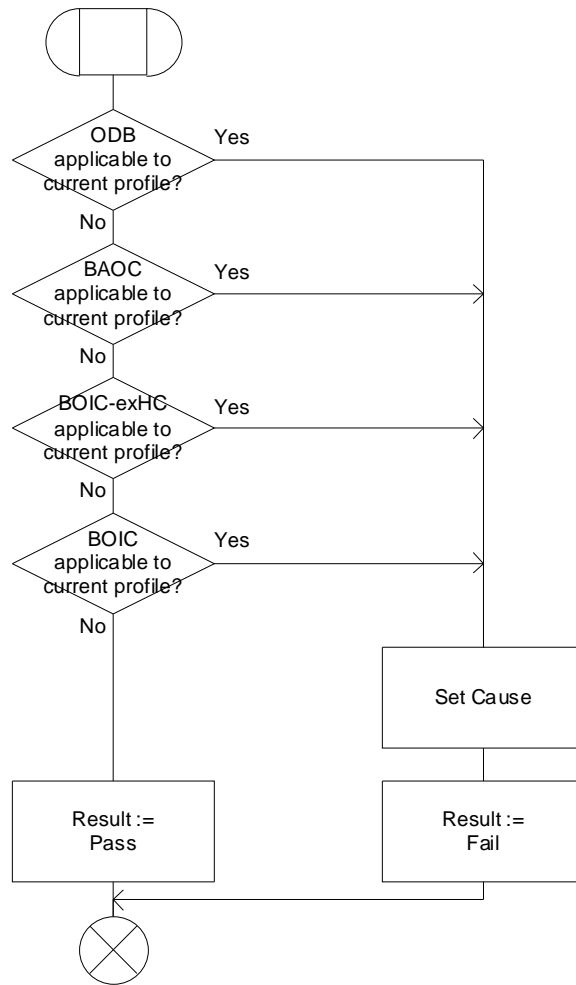 ODB
applicable to
current profile?
Yes
No
BAOC
applicable to
current profile?
Yes
No
BOIC-exHC
applicable to
current profile?
Yes
No
BOIC
applicable to
current profile?
Yes
No
Set Cause
Result :=
Pass
Result :=
Fail